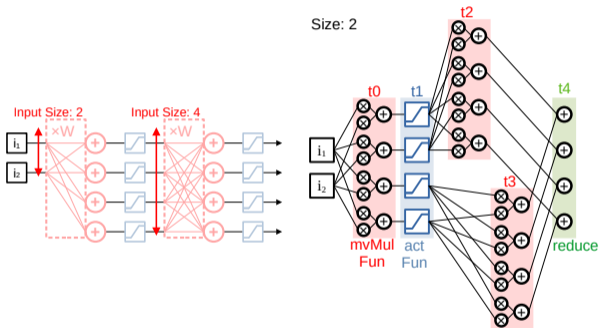 Input Size: 2
Input Size: 4
×W
×W
i₁
i₂
Size: 2
t2
t0
t1
t4
i₁
i₂
t3
mvMul
Fun
act
Fun
reduce